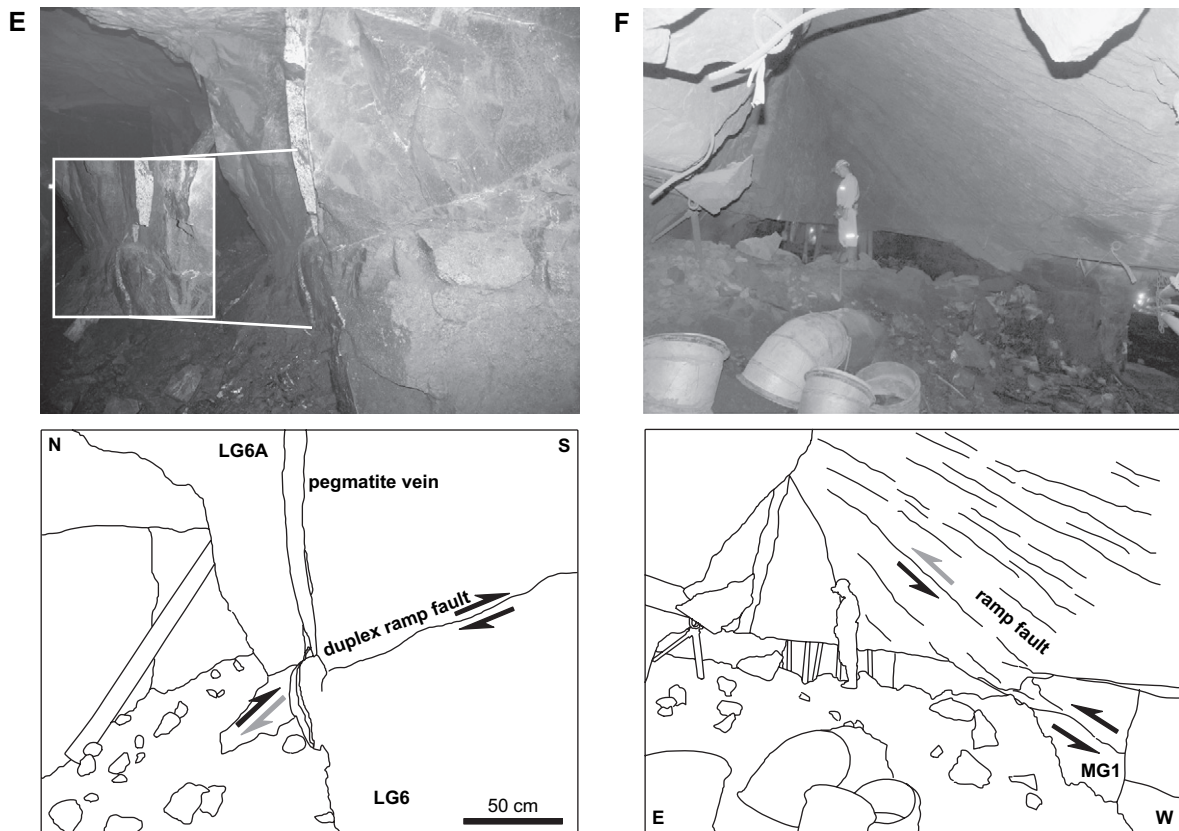 E
F
N
LG6A
S
pegmatite vein
duplex ramp fault
LG6
50 cm
ramp fault
MG1
E
W